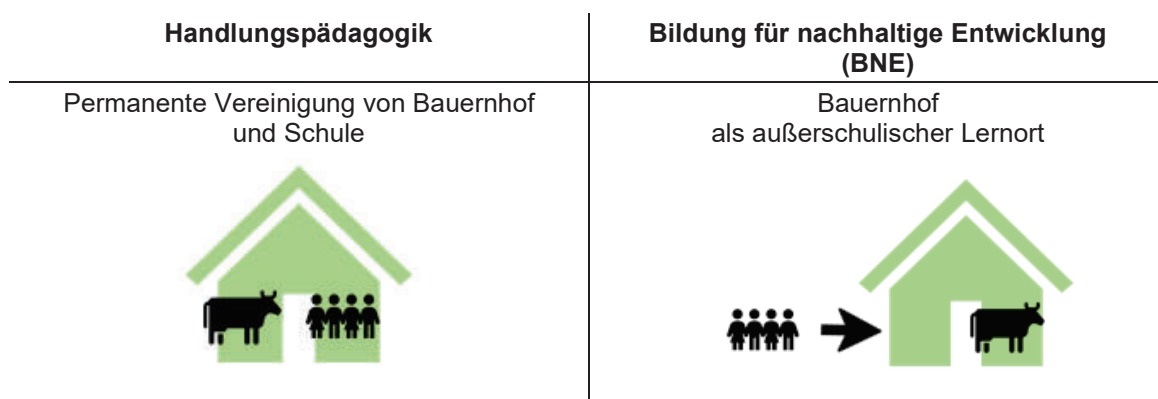 Handlungspädagogik
Bildung für nachhaltige Entwicklung
(BNE)
Permanente Vereinigung von Bauernhof
und Schule
Bauernhof
als außerschulischer Lernort